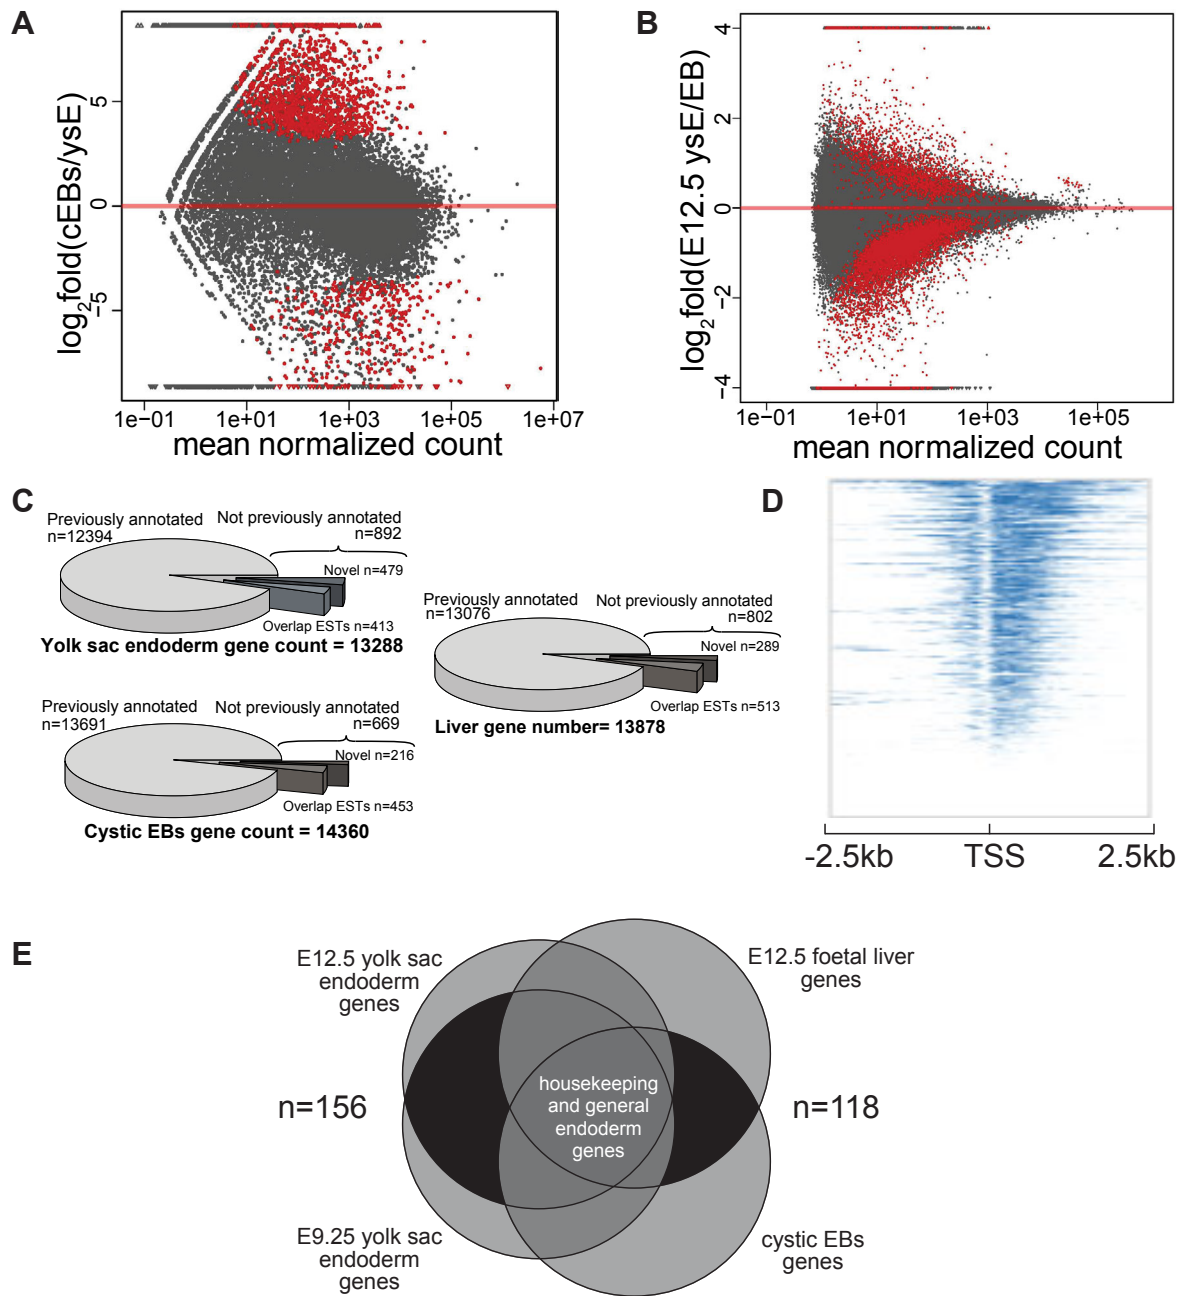 A
log2fold(cEBs/ysE)
5
0
-5
1e−01
1e+01
1e+03
1e+05
1e+07
mean normalized count
B
log2fold(E12.5 ysE/EB)
4
2
0
−2
−4
1e−01
1e+01
1e+03
1e+05
mean normalized count
C
Previously annotated
n=12394
Not previously annotated
n=892
Novel n=479
Overlap ESTs n=413
Yolk sac endoderm gene count = 13288
Previously annotated
n=13076
Not previously annotated
n=802
Novel n=289
Overlap ESTs n=513
Liver gene number= 13878
Previously annotated
n=13691
Not previously annotated
n=669
Novel n=216
Overlap ESTs n=453
Cystic EBs gene count = 14360
D
-2.5kb
TSS
2.5kb
E
E12.5 yolk sac
endoderm
genes
E12.5 foetal liver
genes
n=156
housekeeping
and general
endoderm
genes
n=118
E9.25 yolk sac
endoderm
genes
cystic EBs
genes